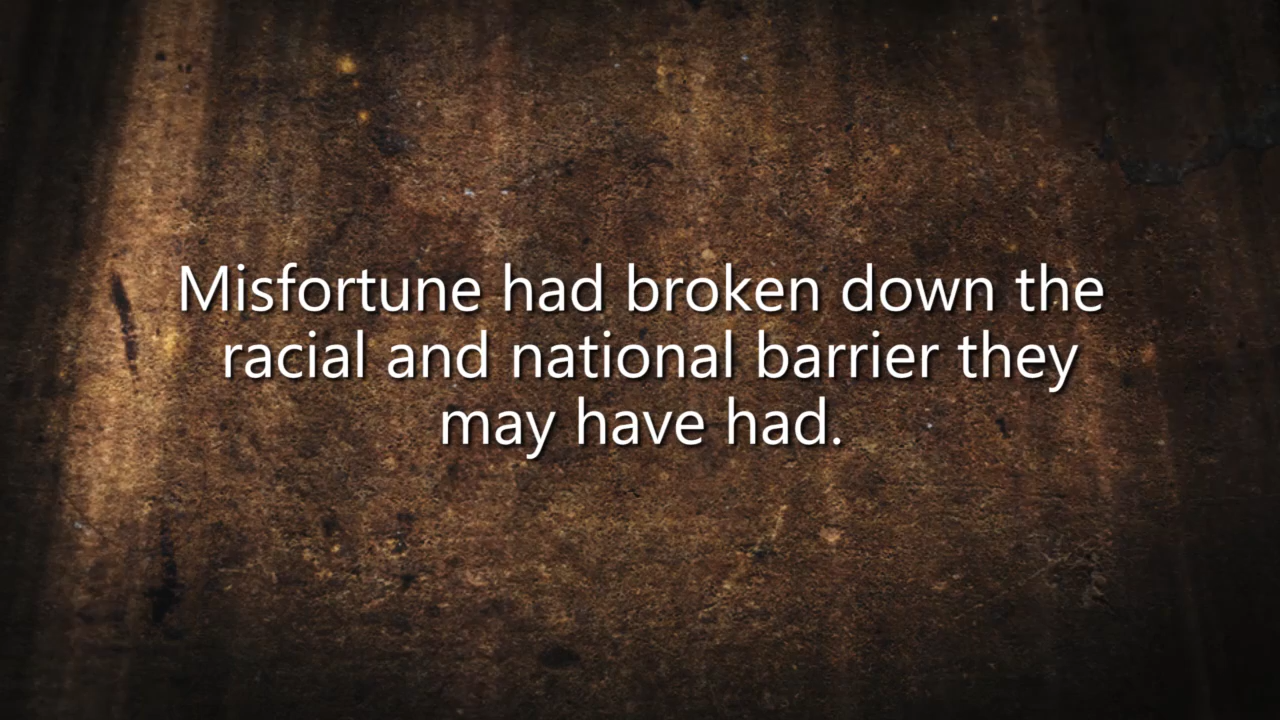 Misfortune had broken down the
racial and national barrier they
may have had.